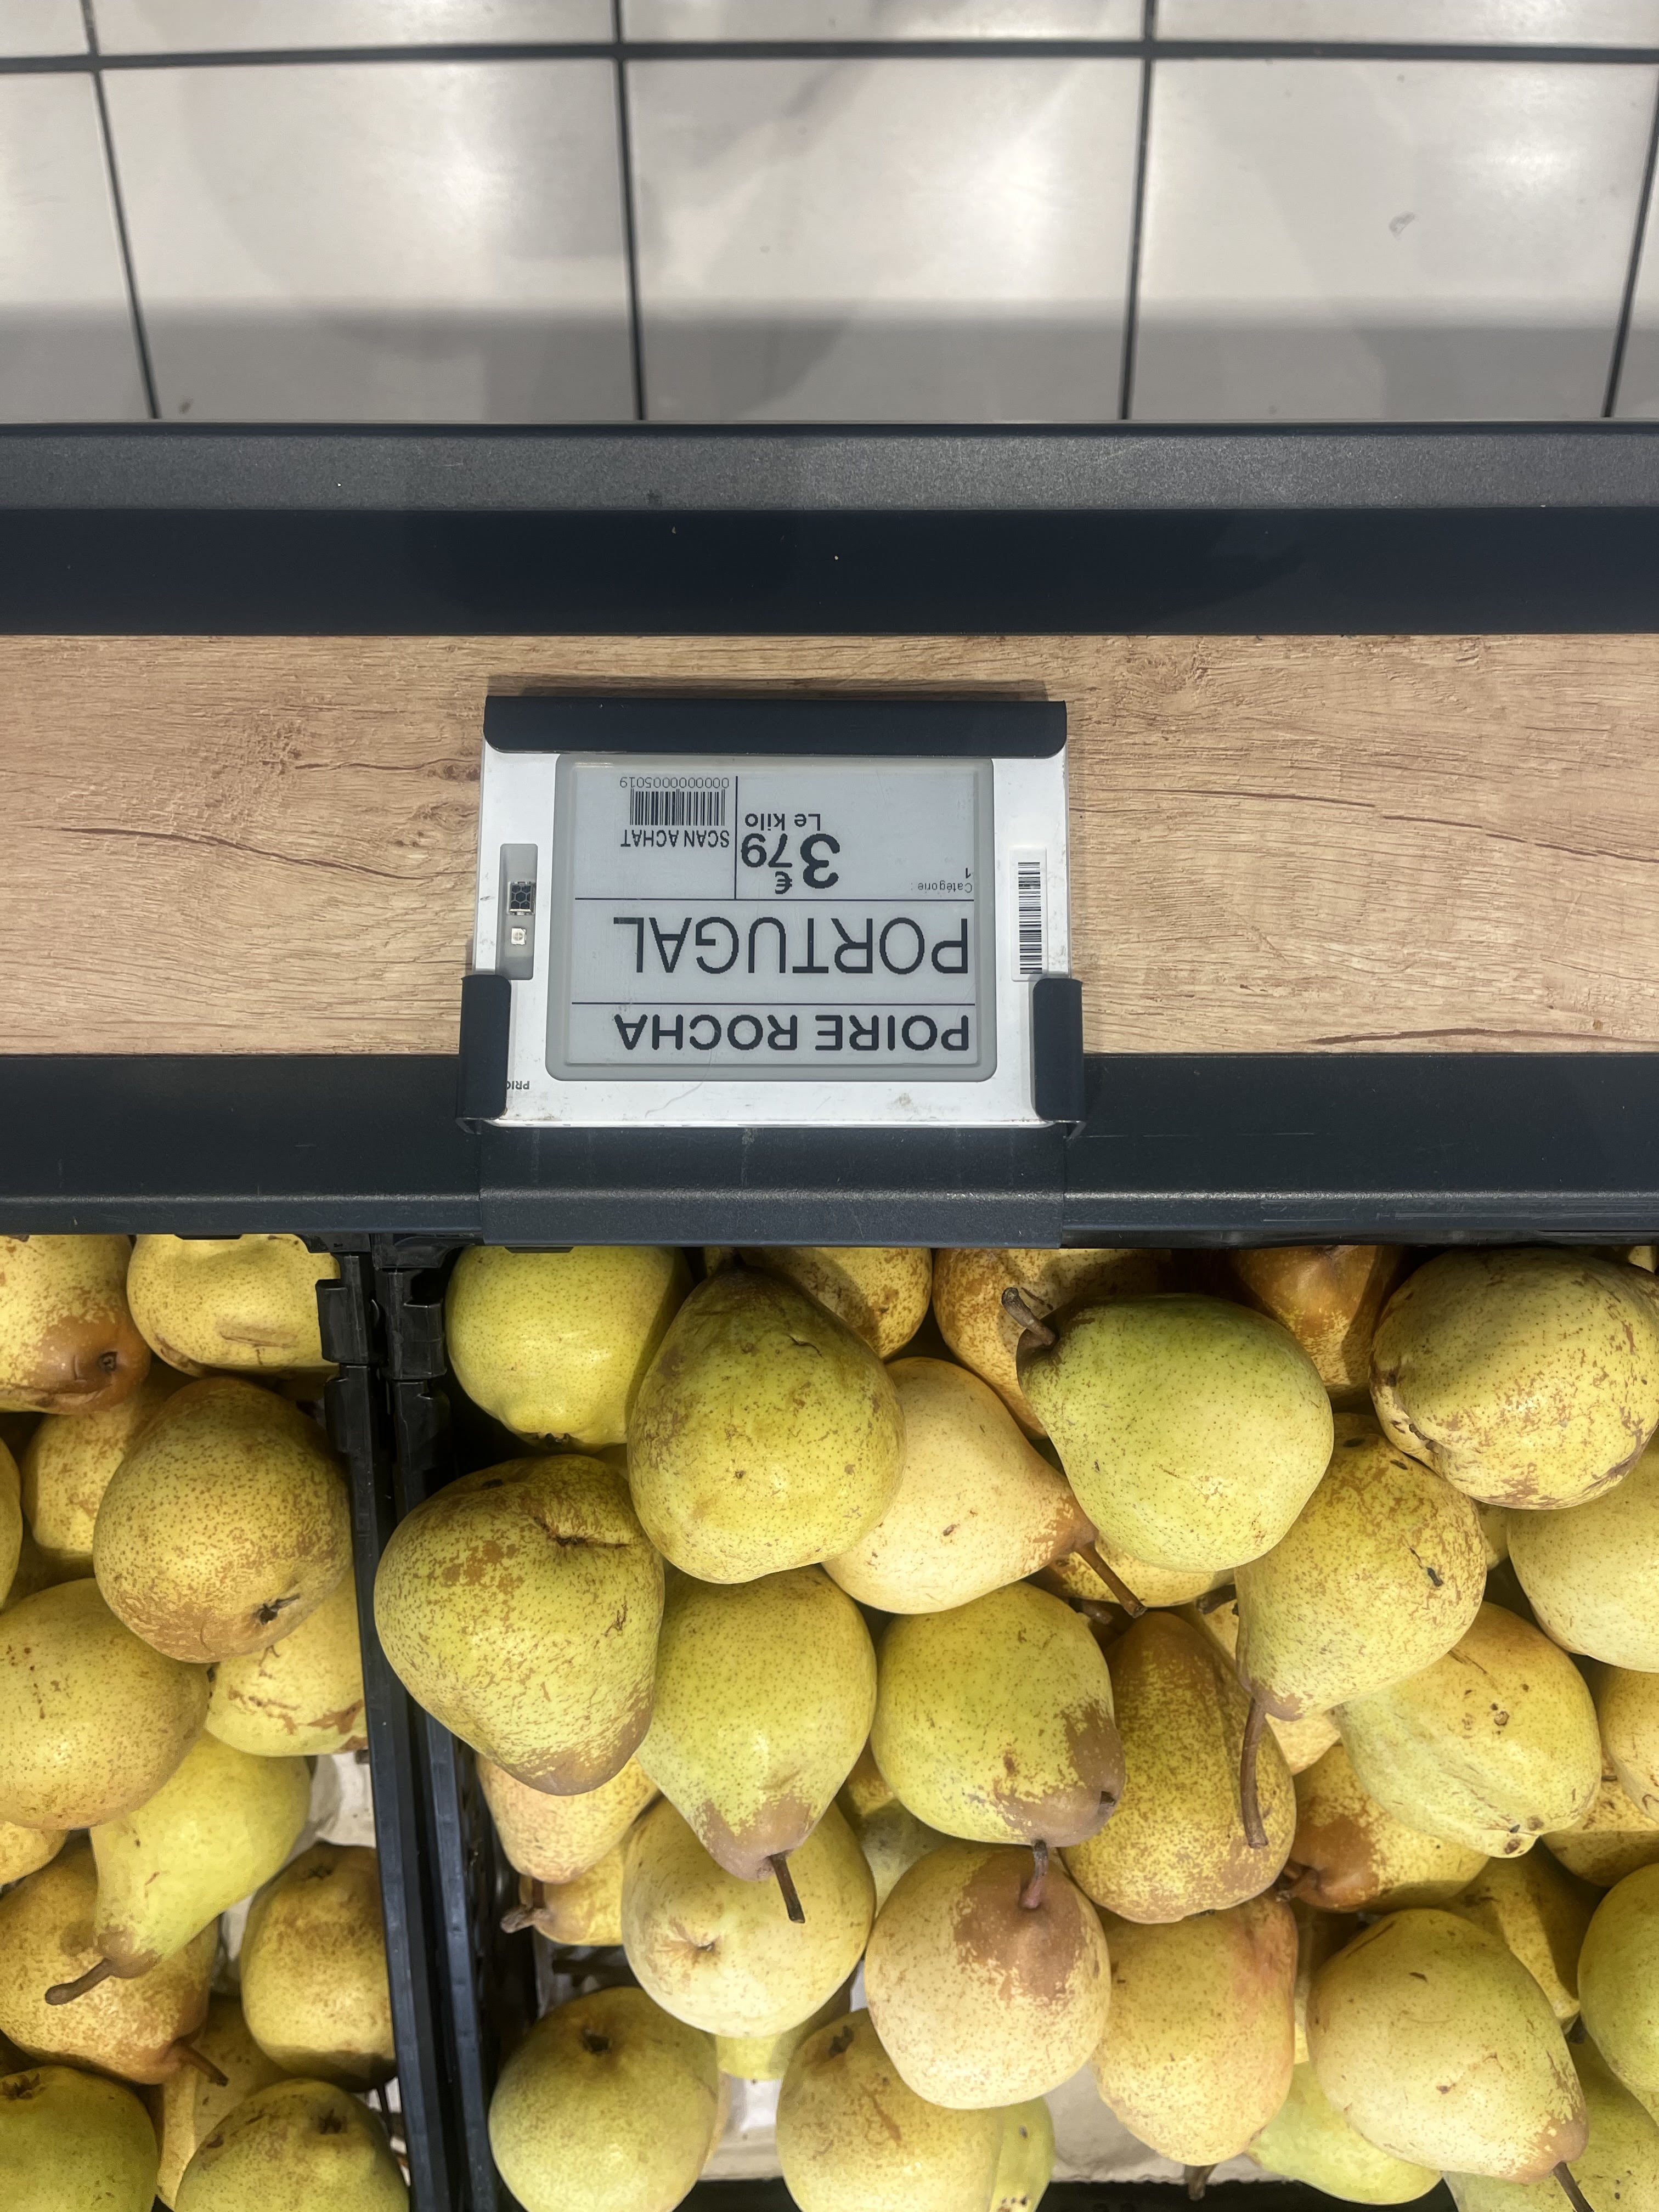 POIRE ROCHA
PORTUGAL
Catégorie :
1
3€79
Le kilo
SCAN ACHAT
0000000005019